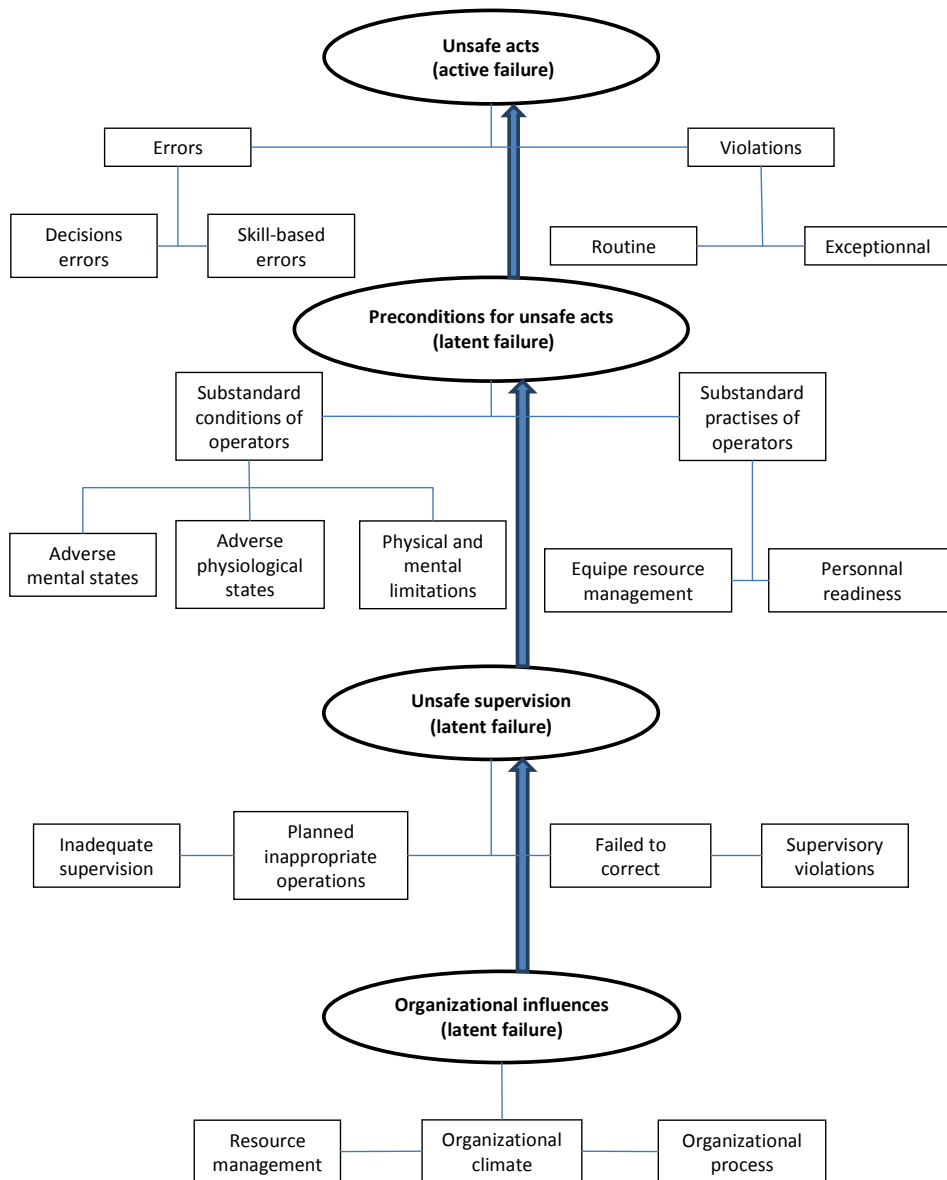 Unsafe acts
(active failure)
Errors
Violations
Decisions
errors
Skill-based
errors
Routine
Exceptionnal
Preconditions for unsafe acts
(latent failure)
Substandard
conditions of
operators
Substandard
practises of
operators
Adverse
mental states
Adverse
physiological
states
Physical and
mental
limitations
Equipe resource
management
Personnal
readiness
Unsafe supervision
(latent failure)
Inadequate
supervision
Planned
inappropriate
operations
Failed to
correct
Supervisory
violations
Organizational influences
(latent failure)
Resource
management
Organizational
climate
Organizational
process